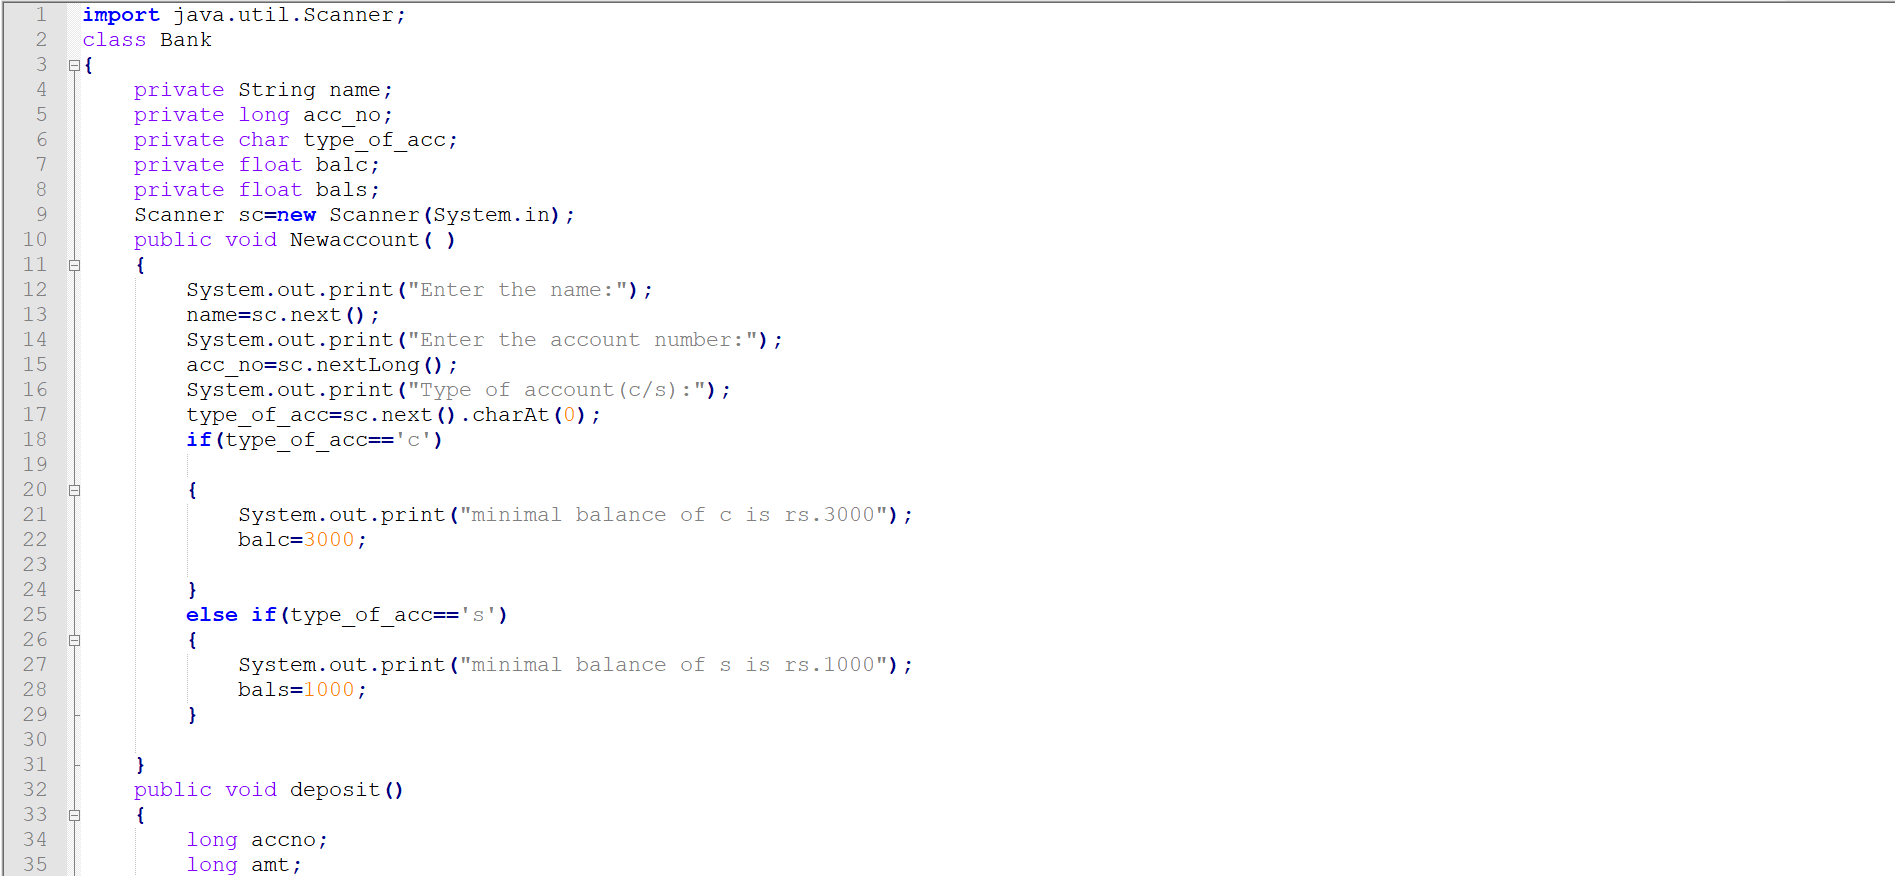 1 import java.util.Scanner;
2 class Bank
3 {
4 private String name;
5 private long acc_no;
6 private char type_of_acc;
7 private float balc;
8 private float bals;
9 Scanner sc=new Scanner(System.in);
10 public void Newaccount( )
11 {
12 System.out.print("Enter the name:");
13 name=sc.next();
14 System.out.print("Enter the account number:");
15 acc_no=sc.nextLong();
16 System.out.print("Type of account(c/s):");
17 type_of_acc=sc.next().charAt(0);
18 if(type_of_acc=='c')
19
20 {
21 System.out.print("minimal balance of c is rs.3000");
22 balc=3000;
23
24 }
25 else if(type_of_acc=='s')
26 {
27 System.out.print("minimal balance of s is rs.1000");
28 bals=1000;
29 }
30
31 }
32 public void deposit()
33 {
34 long accno;
35 long amt;